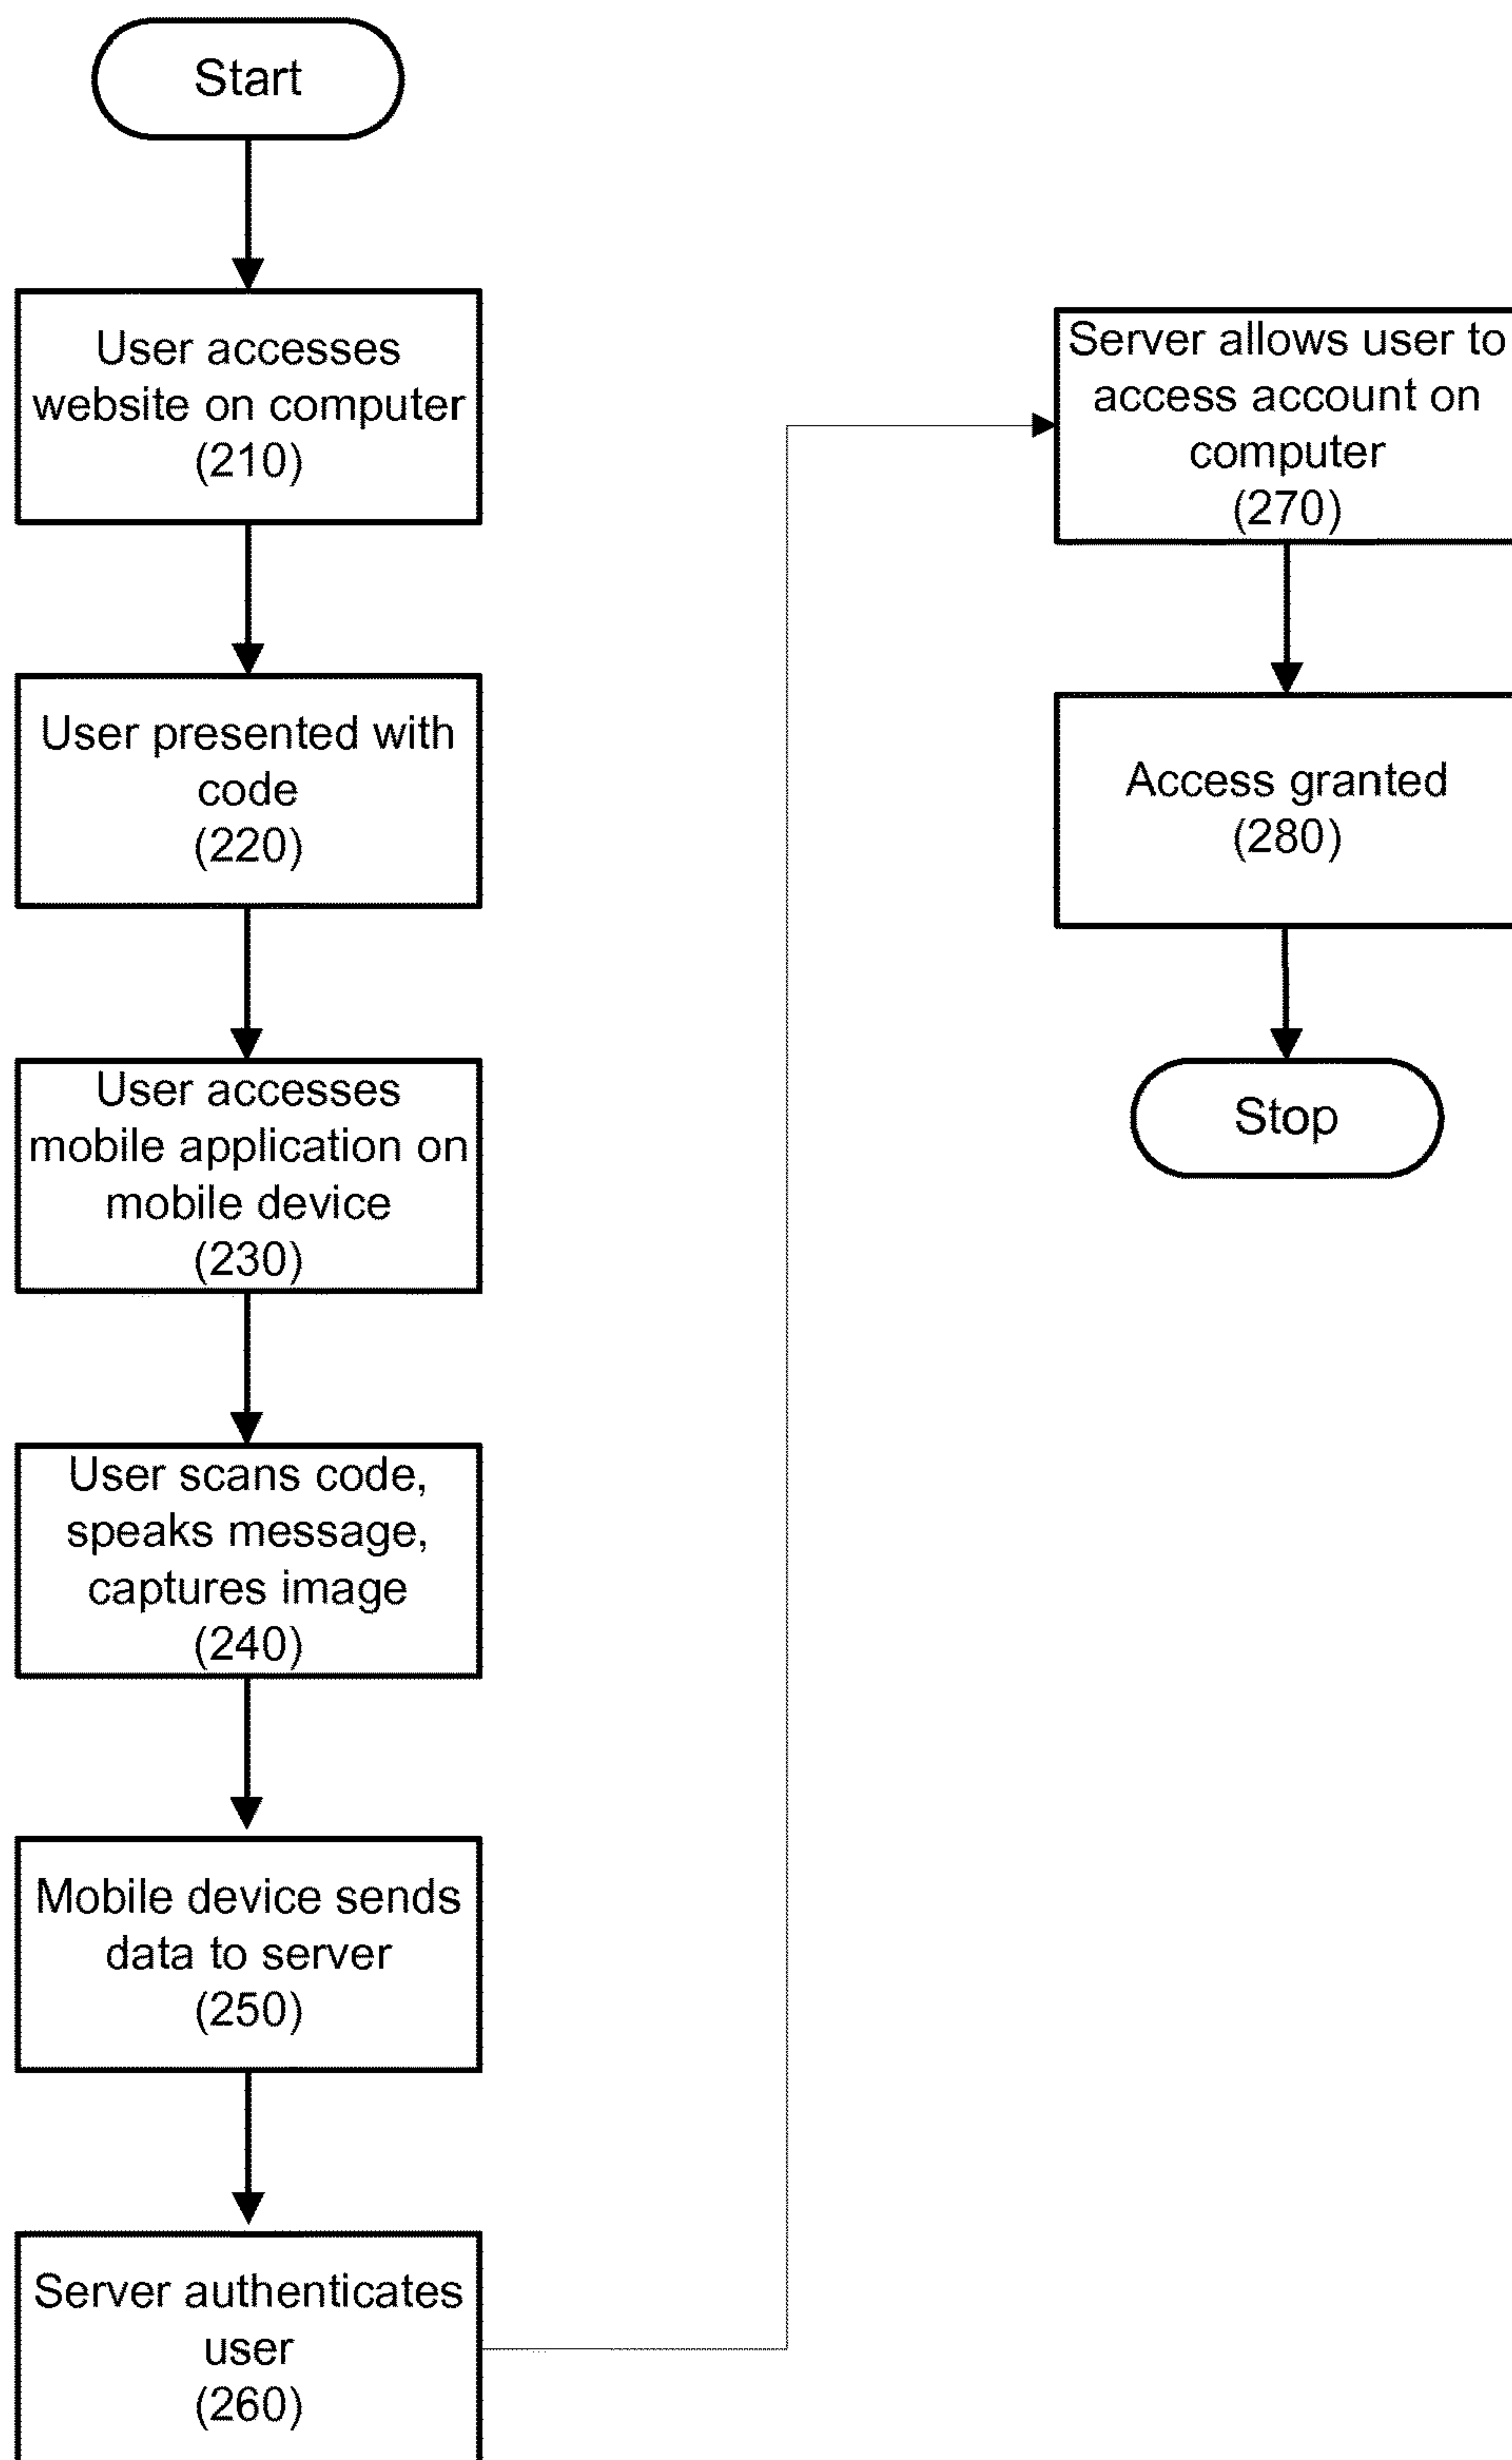 Start
User accesses
website on computer
(210)
User presented with
code
(220)
User accesses
mobile application on
mobile device
(230)
User scans code,
speaks message,
captures image
(240)
Mobile device sends
data to server
(250)
Server authenticates
user
(260)
Server allows user to
access account on
computer
(270)
Access granted
(280)
Stop